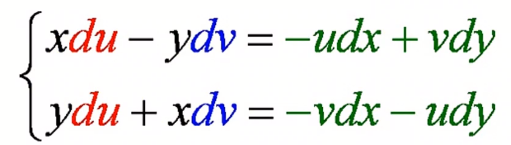 xdu − ydv = −udx + vdy
ydu + xdv = −vdx − udy